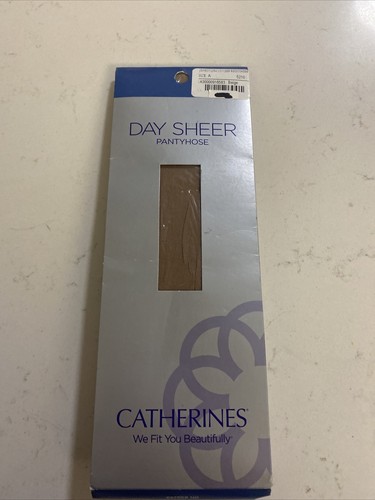 DAY SHEER
PANTYHOSE
CATHERINES
We Fit You Beautifully